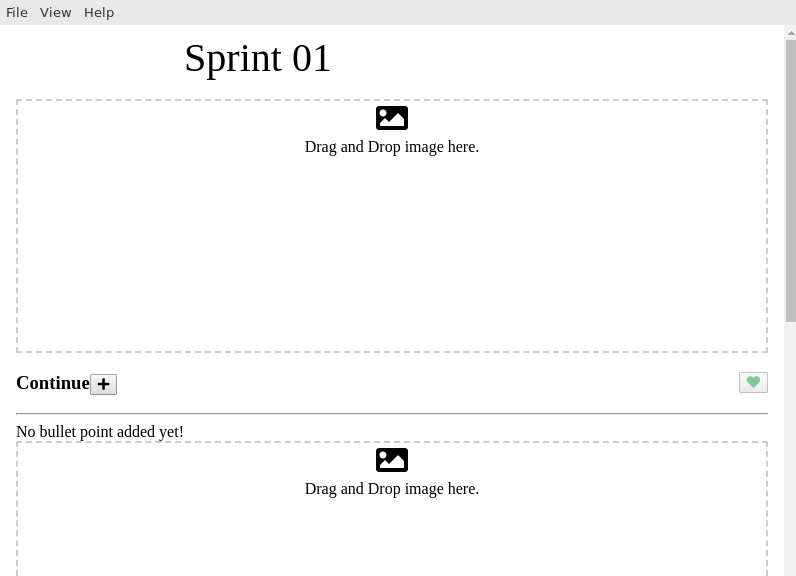 File View Help
Sprint 01
Drag and Drop image here.
Continue
No bullet point added yet!
Drag and Drop image here.